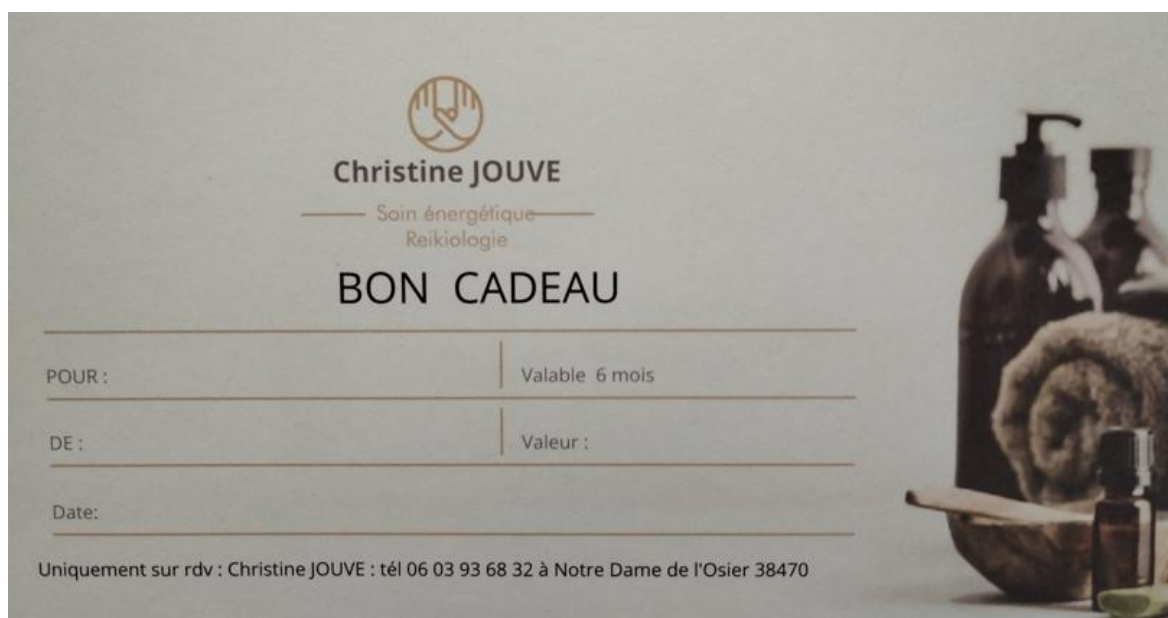 Christine JOUVE
Soin énergétique
Reikiologie
BON CADEAU
POUR : Valable 6 mois
DE : Valeur :
Date:
Uniquement sur rdv : Christine JOUVE : tél 06 03 93 68 32 à Notre Dame de l'Osier 38470